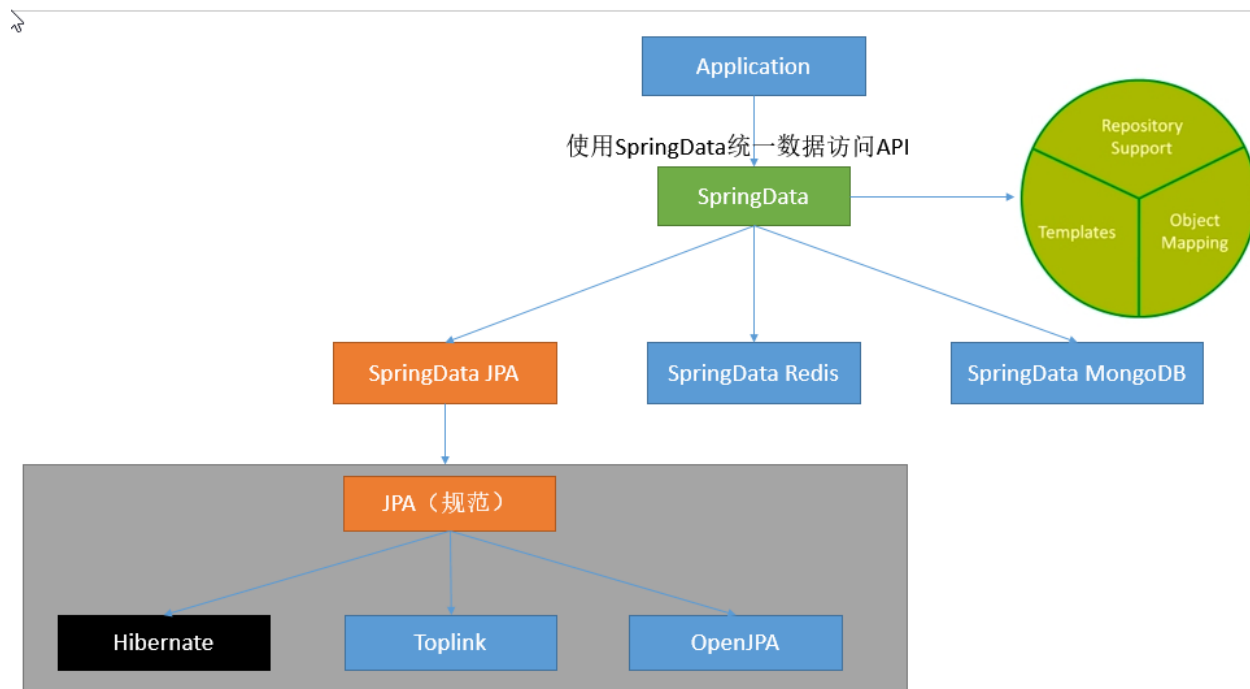 Application
使用SpringData统一数据访问API
Repository
Support
SpringData
Templates
Object
Mapping
SpringData JPA
SpringData Redis
SpringData MongoDB
JPA（规范）
Hibernate
Toplink
OpenJPA